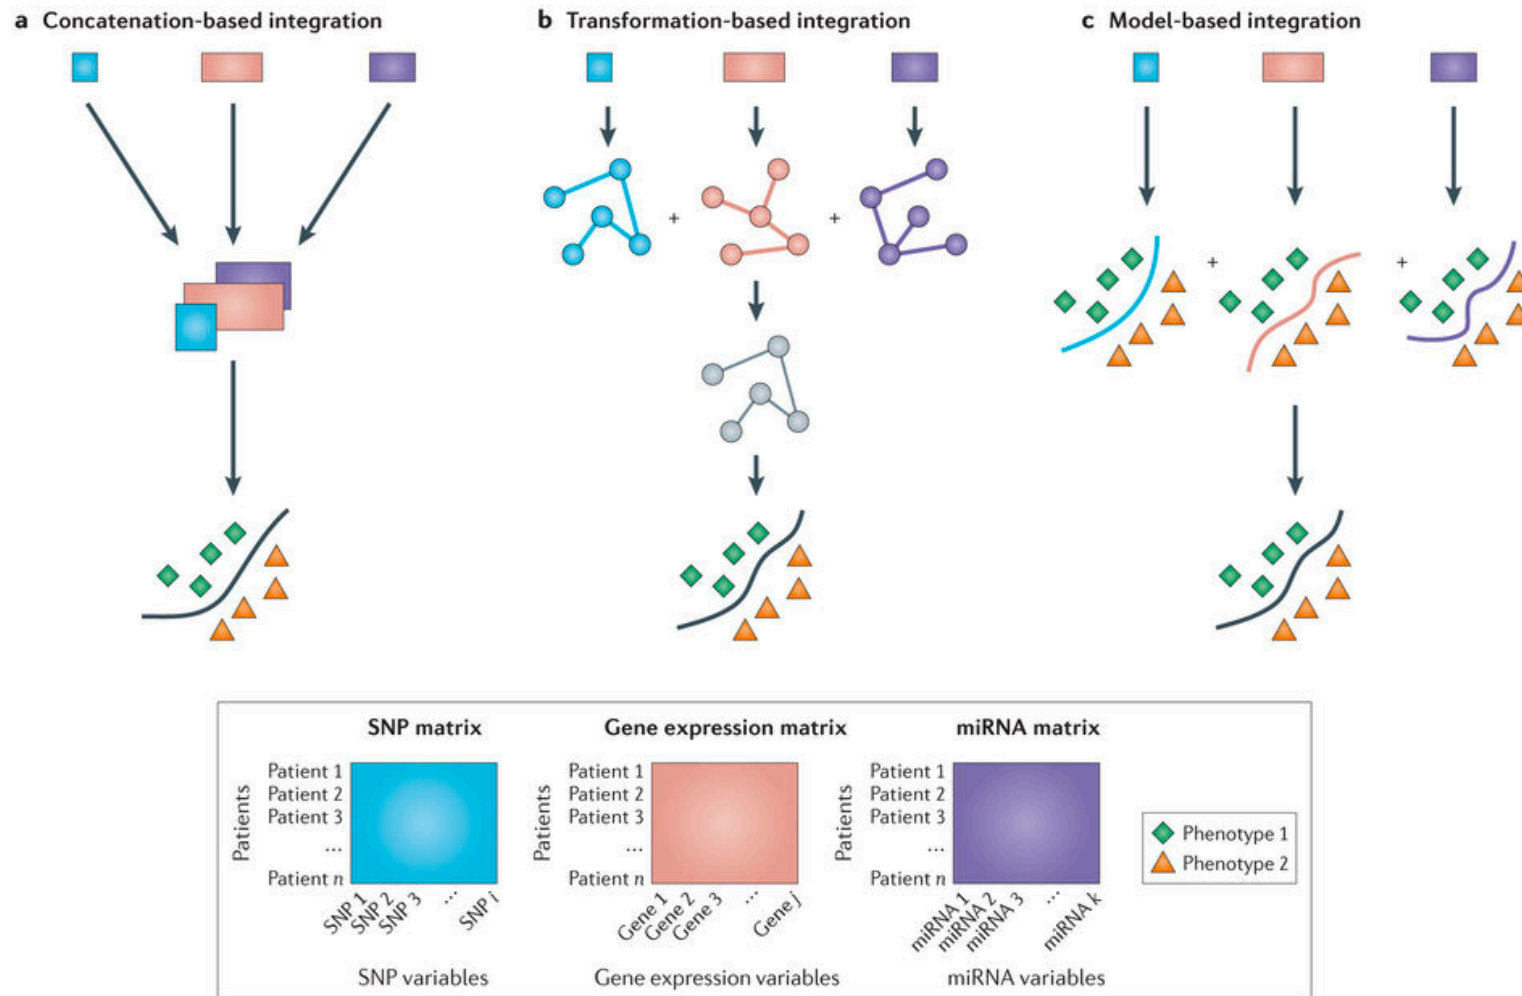 a Concatenation-based integration
b Transformation-based integration
c Model-based integration
+
+
+
+
SNP matrix
Patients
Patient 1
Patient 2
Patient 3
...
Patient n
SNP 1
SNP 2
SNP 3
...
SNP i
SNP variables
Gene expression matrix
Patients
Patient 1
Patient 2
Patient 3
...
Patient n
Gene 1
Gene 2
Gene 3
...
Gene j
Gene expression variables
miRNA matrix
Patients
Patient 1
Patient 2
Patient 3
...
Patient n
miRNA 1
miRNA 2
miRNA 3
...
miRNA k
miRNA variables
Phenotype 1
Phenotype 2